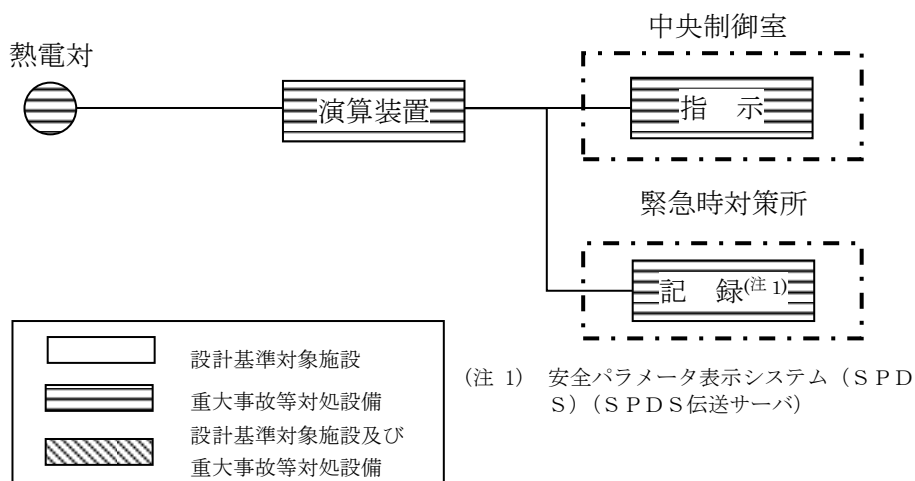 中央制御室
熱電対
演算装置
指 示
緊急時対策所
記 録(注 1)
設計基準対象施設
重大事故等対処設備
設計基準対象施設及び
重大事故等対処設備
(注 1) 安全パラメータ表示システム(SPD
S)(SPDS伝送サーバ)